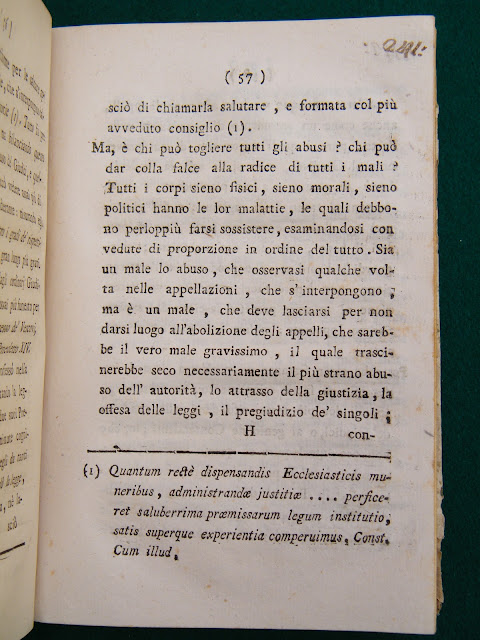 241.
( 57 )
sciò di chiamarla salutare , e formata col più
avveduto consiglio (1).
Ma, è chi può togliere tutti gli abusi ? chi può
dar colla falce alla radice di tutti i mali ?
Tutti i corpi sieno fisici , sieno morali , sieno
politici hanno le lor malattie , le quali debbo-
no perloppiù farsi sossistere, esaminandosi con
vedute di proporzione in ordine del tutto . Sia
un male lo abuso , che osservasi qualche vol-
ta nelle appellazioni , che s'interpongono ;
ma è un male , che deve lasciarsi per non
darsi luogo all'abolizione degli appelli, che sareb-
be il vero male gravissimo , il quale trasci-
nerebbe seco necessariamente il più strano abu-
so dell' autorità, lo attrasso della giustizia , la
offesa delle leggi , il pregiudizio de' singoli ;
H con-
(1) Quantum rectè dispensandis Ecclesiasticis mu-
neribus , administrandæ justitiæ .... perfice-
ret saluberrima præmissarum legum institutio,
satis superque experientia comperuimus. Const.
Cum illud.